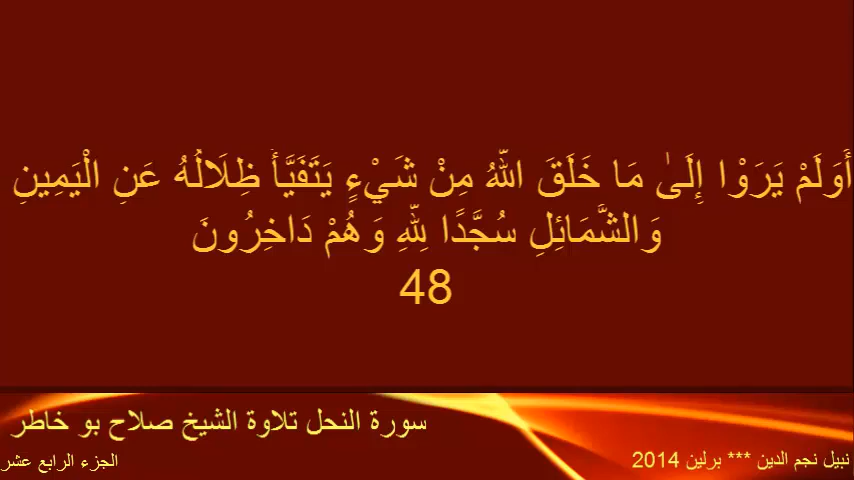 أَوَلَمْ يَرَوْا إِلَىٰ مَا خَلَقَ اللَّهُ مِنْ شَيْءٍ يَتَفَيَّأُ ظِلَالُهُ عَنِ الْيَمِينِ
وَالشَّمَائِلِ سُجَّدًا لِلَّهِ وَهُمْ دَاخِرُونَ
48
سورة النحل تلاوة الشيخ صلاح بو خاطر
نبيل نجم الدين *** برلين 2014
الجزء الرابع عشر